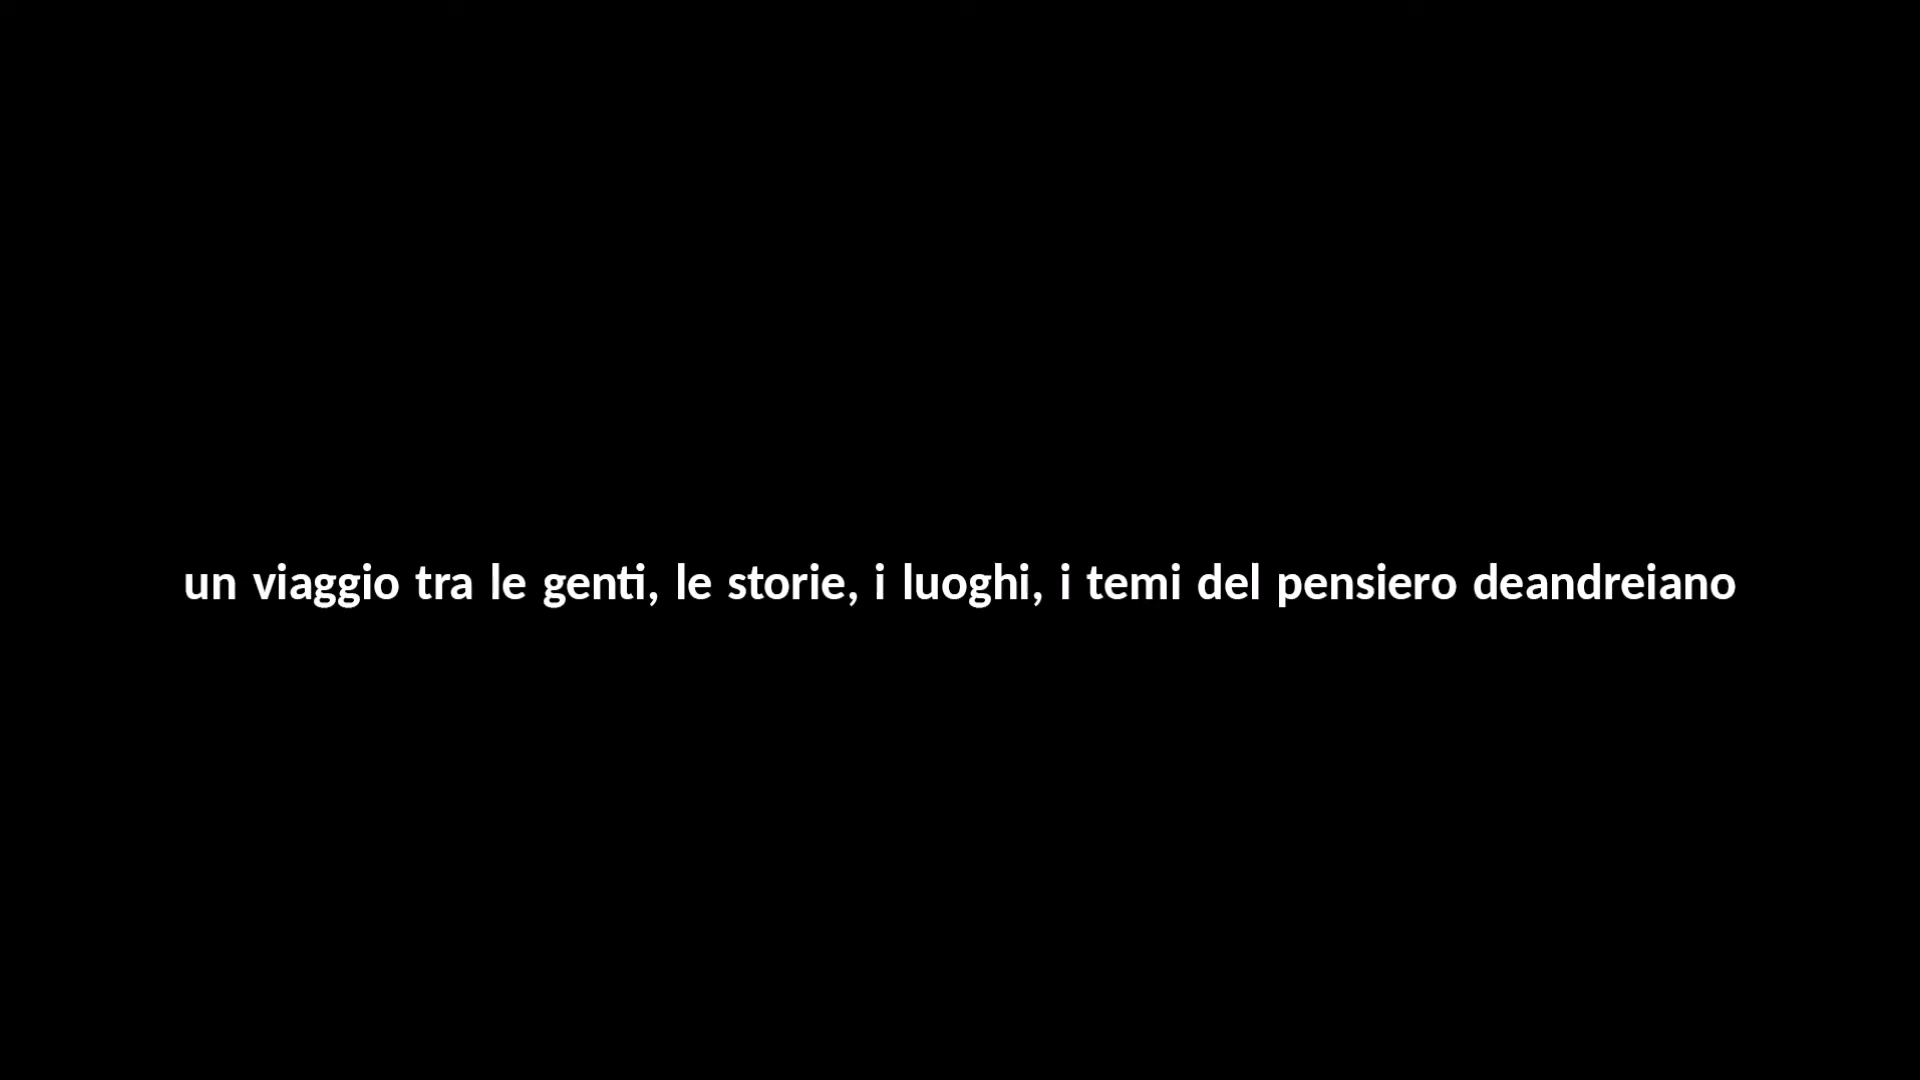 un viaggio tra le genti, le storie, i luoghi, i temi del pensiero deandreiano